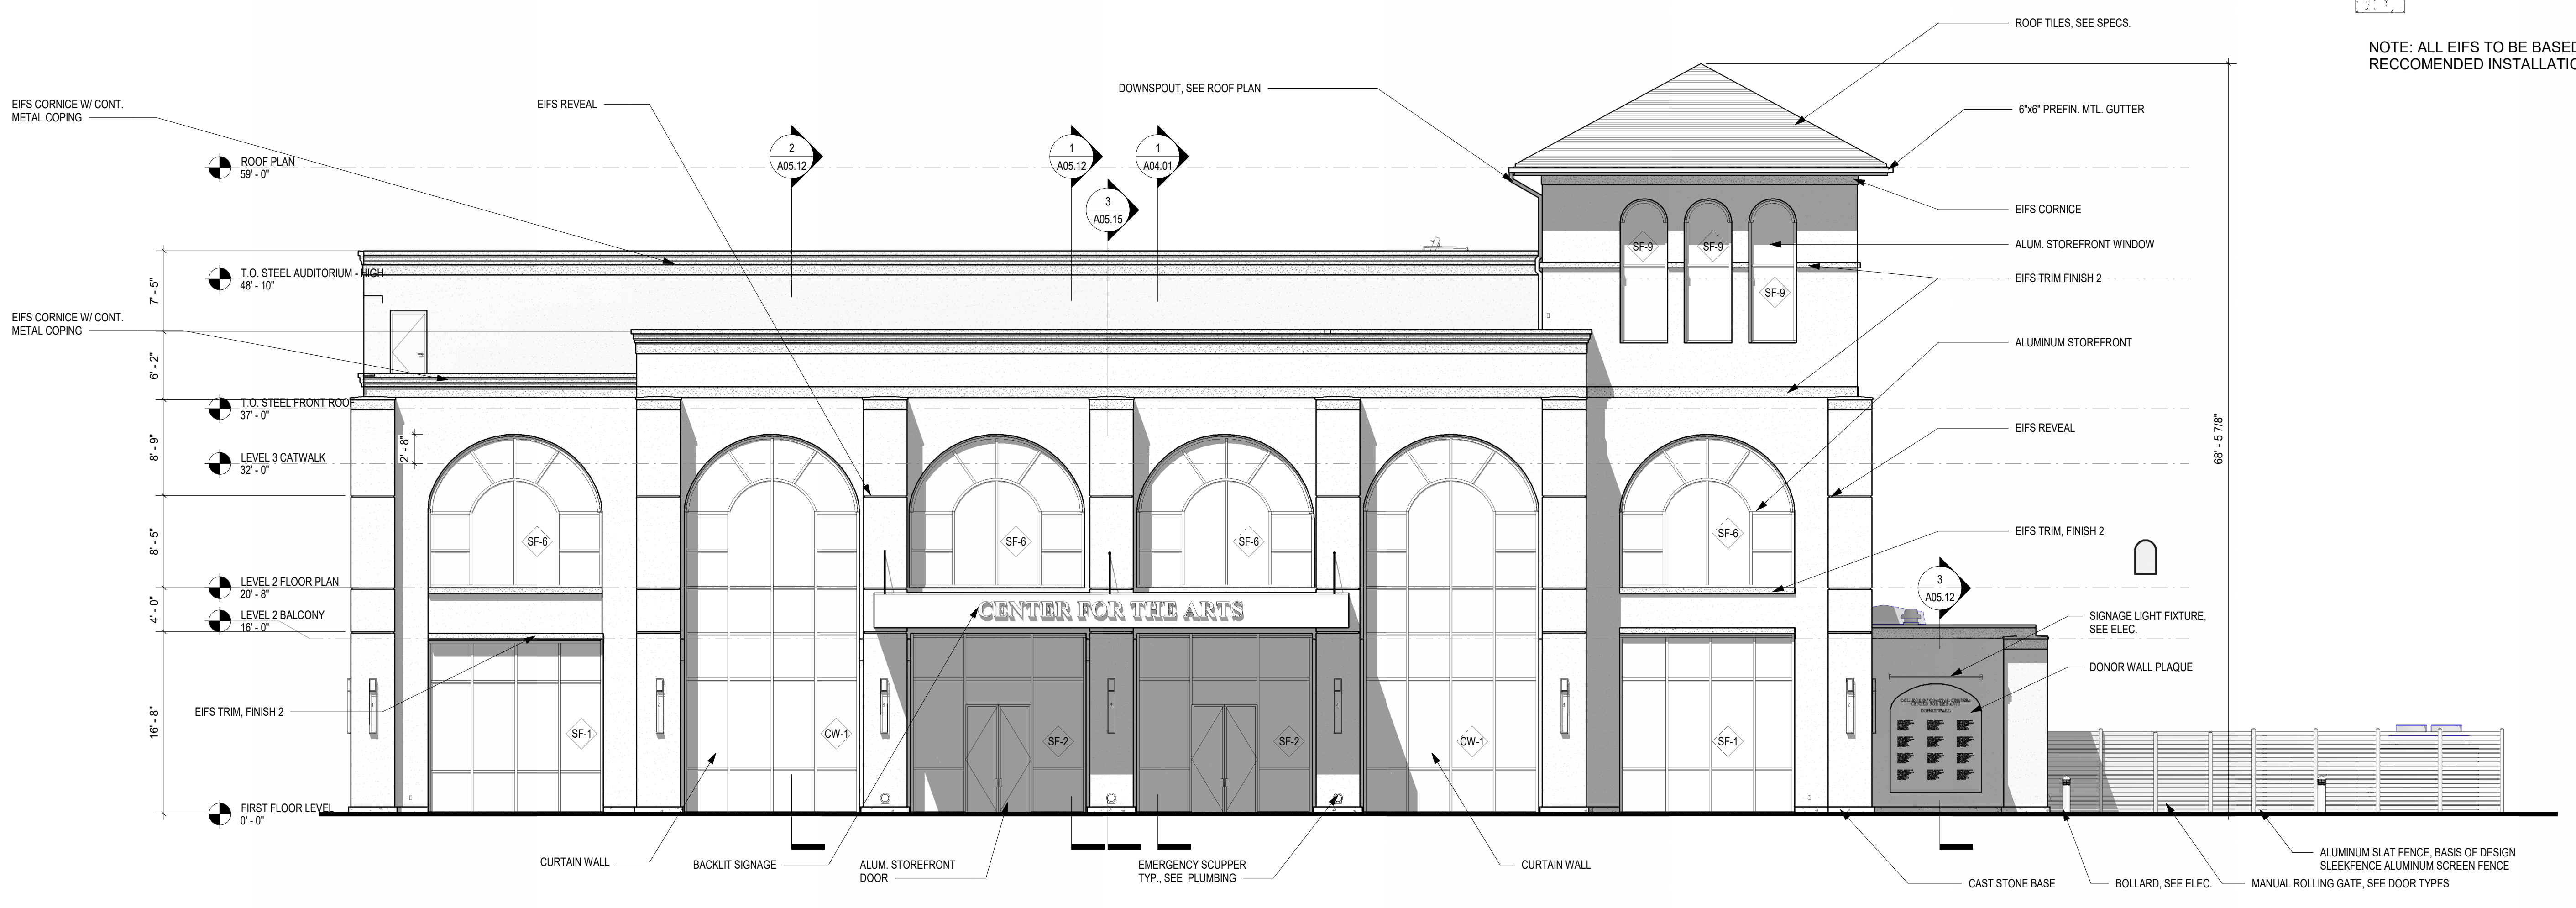 ROOF TILES, SEE SPECS.
NOTE: ALL EIFS TO BE BASED
RECCOMENDED INSTALLATIO
DOWNSPOUT, SEE ROOF PLAN
EIFS CORNICE W/ CONT.
METAL COPING
EIFS REVEAL
6"x6" PREFIN. MTL. GUTTER
2
A05.12
1
A05.12
1
A04.01
3
A05.15
ROOF PLAN
59' - 0"
EIFS CORNICE
ALUM. STOREFRONT WINDOW
SF-9
SF-9
SF-9
EIFS TRIM FINISH 2
T.O. STEEL AUDITORIUM - HIGH
48' - 10"
7' - 5"
EIFS CORNICE W/ CONT.
METAL COPING
ALUMINUM STOREFRONT
6' - 2"
T.O. STEEL FRONT ROOF
37' - 0"
8' - 9"
2' - 8"
LEVEL 3 CATWALK
32' - 0"
68' - 5 7/8"
EIFS REVEAL
8' - 5"
SF-6
SF-6
SF-6
SF-6
EIFS TRIM, FINISH 2
LEVEL 2 FLOOR PLAN
20' - 8"
4' - 0"
LEVEL 2 BALCONY
16' - 0"
CENTER FOR THE ARTS
3
A05.12
SIGNAGE LIGHT FIXTURE,
SEE ELEC.
DONOR WALL PLAQUE
COLLEGE OF COASTAL GEORGIA
CENTER FOR THE ARTS
DONOR WALL
EIFS TRIM, FINISH 2
16' - 8"
SF-1
CW-1
SF-2
SF-2
CW-1
SF-1
FIRST FLOOR LEVEL
0' - 0"
CURTAIN WALL
BACKLIT SIGNAGE
ALUM. STOREFRONT
DOOR
EMERGENCY SCUPPER
TYP., SEE PLUMBING
CURTAIN WALL
CAST STONE BASE
BOLLARD, SEE ELEC.
MANUAL ROLLING GATE, SEE DOOR TYPES
ALUMINUM SLAT FENCE, BASIS OF DESIGN
SLEEKFENCE ALUMINUM SCREEN FENCE